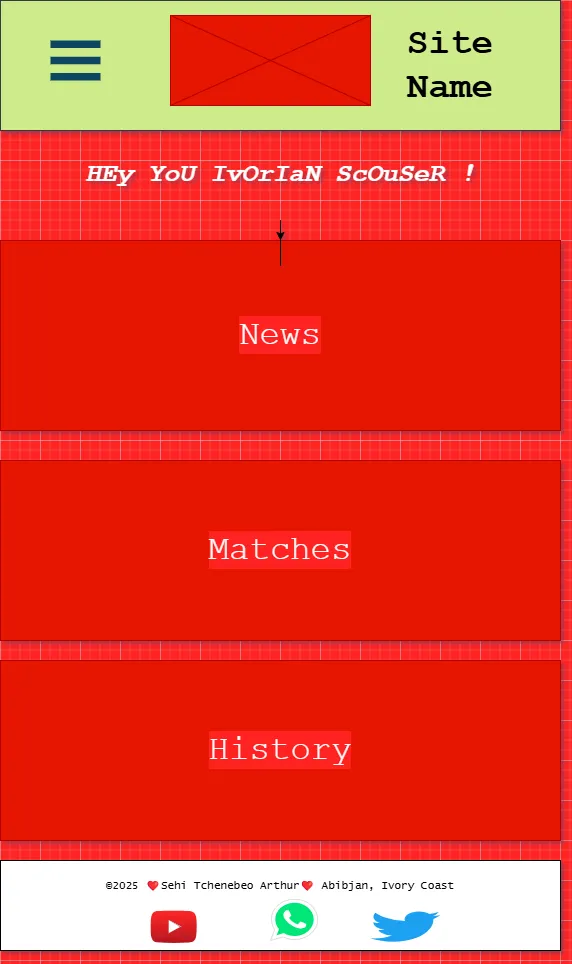 Site
Name
HEy YoU IvOrIaN ScOuSeR !
News
Matches
History
©2025 ❤Sehi Tchenebeo Arthur❤ Abibjan, Ivory Coast